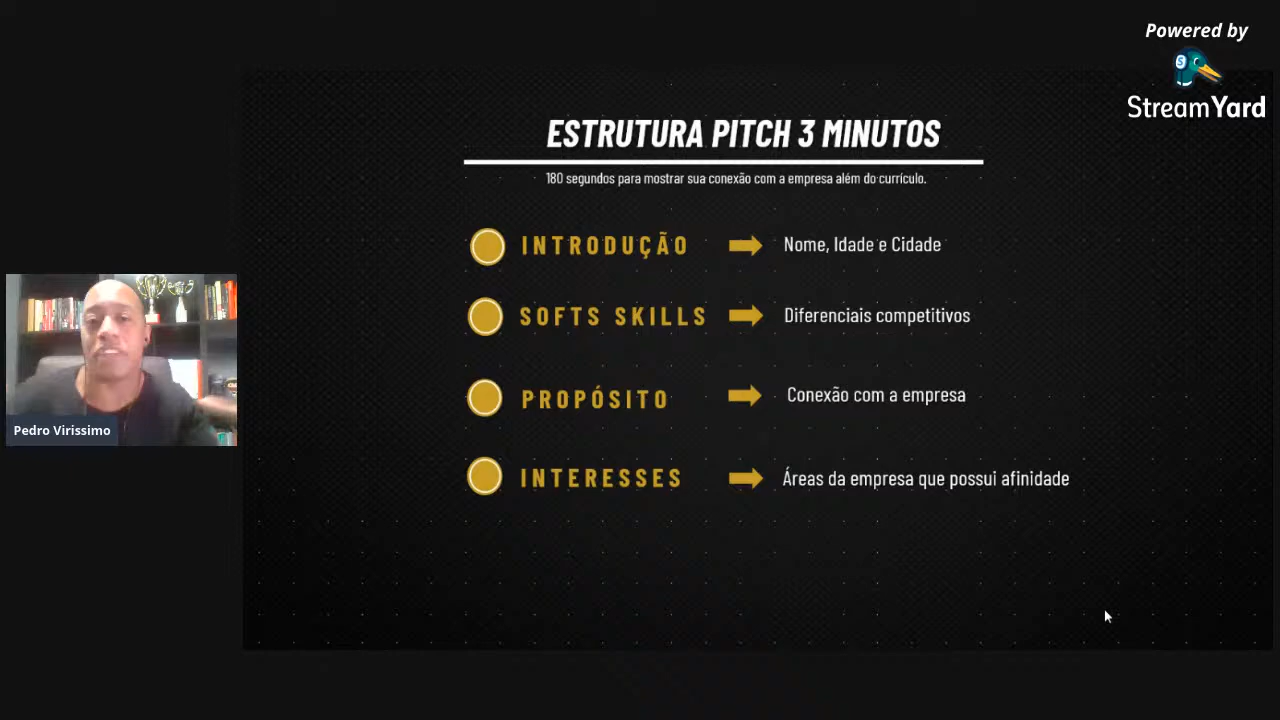 Powered by
StreamYard
ESTRUTURA PITCH 3 MINUTOS
180 segundos para mostrar sua conexão com a empresa além do currículo.
INTRODUÇÃO Nome, Idade e Cidade
SOFTS SKILLS Diferenciais competitivos
PROPÓSITO Conexão com a empresa
INTERESSES Áreas da empresa que possui afinidade
Pedro Virissimo